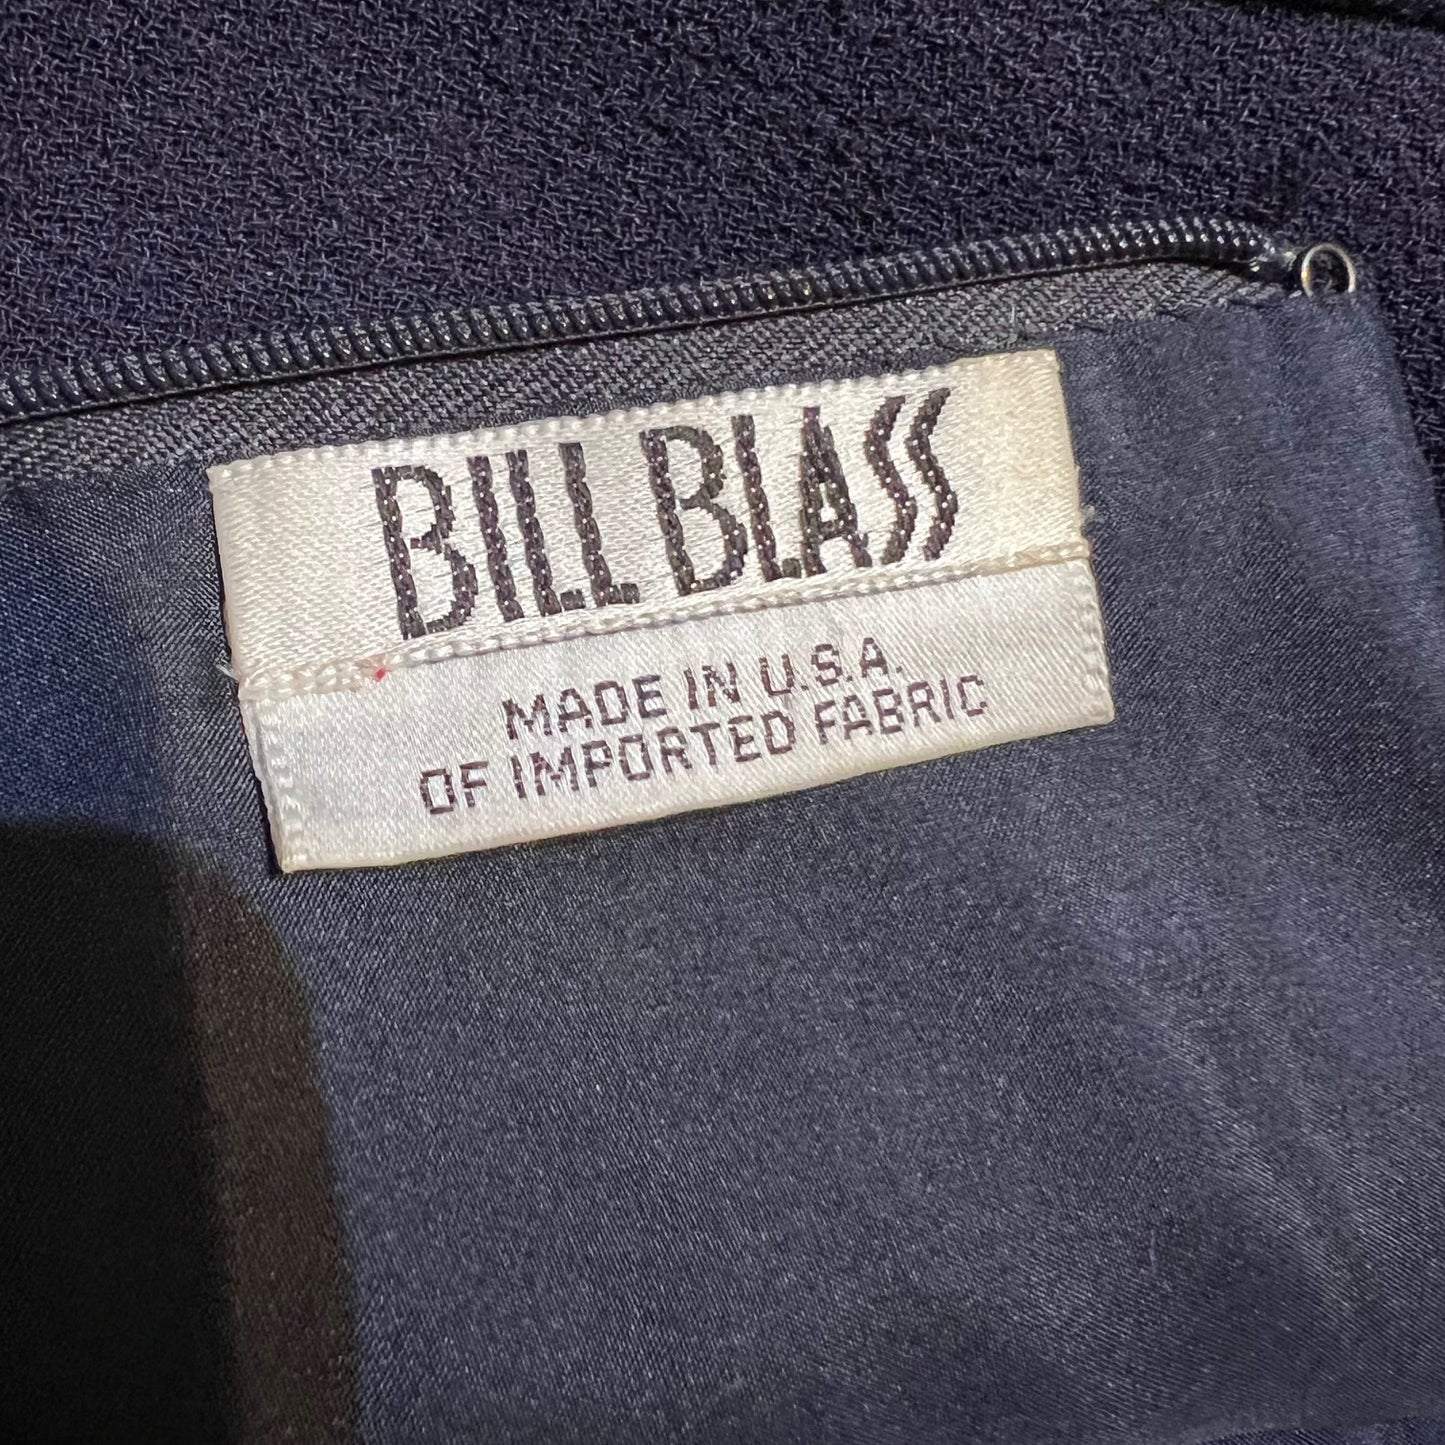 BILL BLASS
MADE IN U.S.A.
OF IMPORTED FABRIC